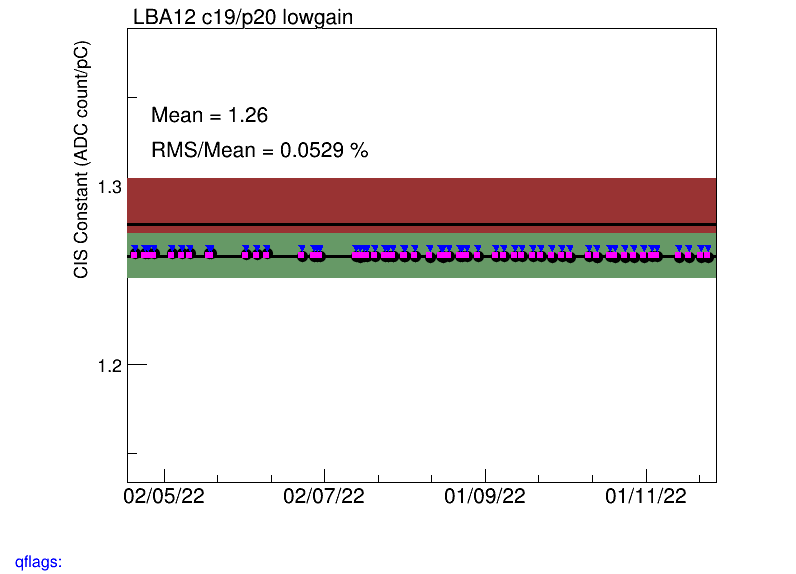 LBA12 c19/p20 lowgain
CIS Constant (ADC count/pC)
Mean = 1.26
RMS/Mean = 0.0529 %
1.3
1.2
02/05/22 02/07/22 01/09/22 01/11/22
qflags: